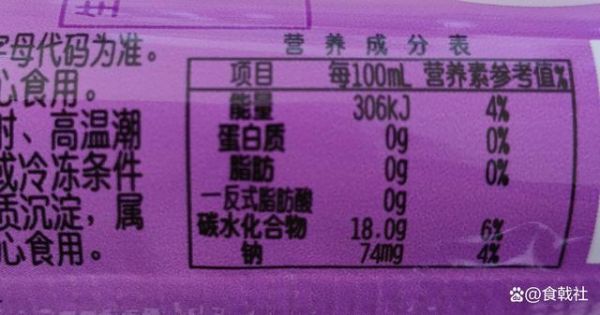 生
字母代码为准。
心食用。
射、高温潮
或冷冻条件
质沉淀，属
心食用。
营养成分表
项目 每100mL 营养素参考值%
能量 306kJ 4%
蛋白质 0g 0%
脂肪 0g 0%
一反式脂肪酸 0g
碳水化合物 18.0g 6%
钠 74mg 4%
@食戟社